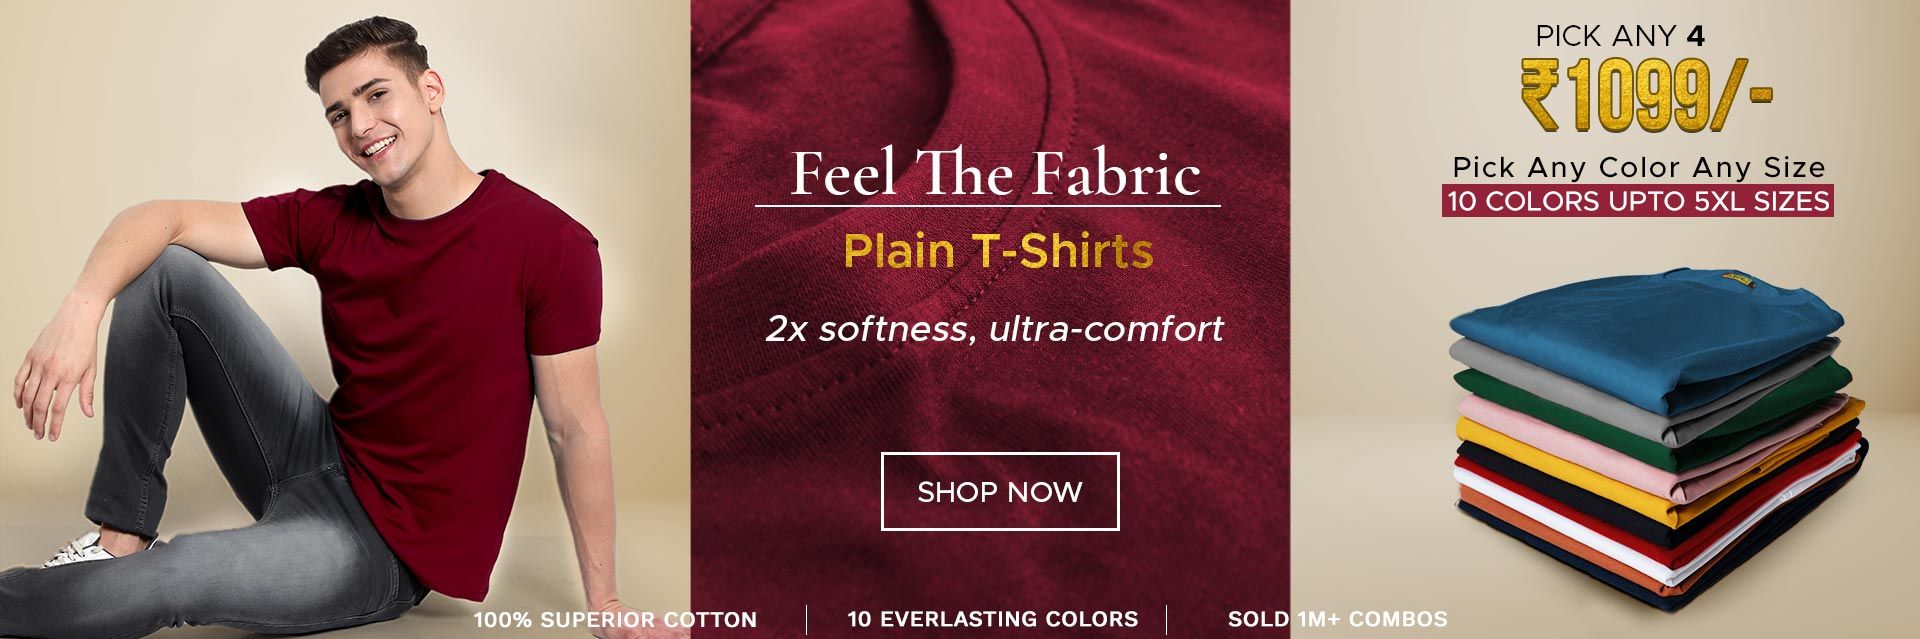 Feel The Fabric
Plain T-Shirts
2x softness, ultra-comfort
SHOP NOW
PICK ANY 4
₹1099/-
Pick Any Color Any Size
10 COLORS UPTO 5XL SIZES
100% SUPERIOR COTTON
10 EVERLASTING COLORS
SOLD 1M+ COMBOS